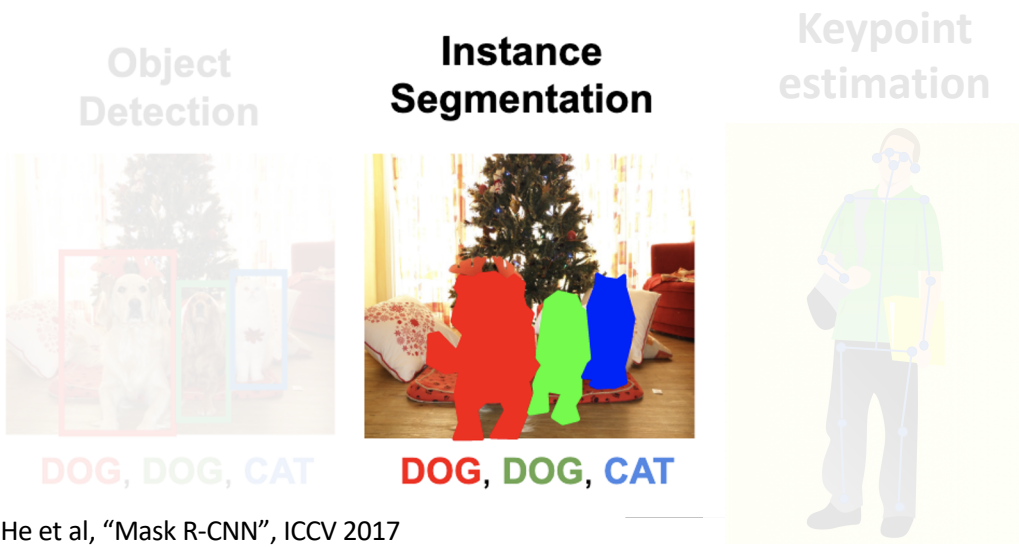 Object
Detection
DOG, DOG, CAT
Instance
Segmentation
DOG, DOG, CAT
Keypoint
estimation
He et al, “Mask R-CNN”, ICCV 2017